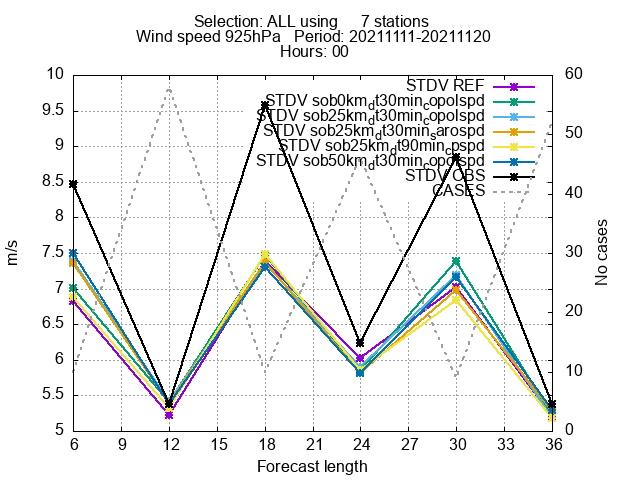 Selection: ALL using 7 stations
Wind speed 925hPa Period: 20211111-20211120
Hours: 00
10
9.5
9
8.5
8
7.5
7
6.5
6
5.5
5
60
50
40
30
20
10
0
m/s
No cases
STDV REF
STDV sob0km_dt30min_copolspd
STDV sob25km_dt30min_copolspd
STDV sob25km_dt30min_sarospd
STDV sob25km_dt90min_cpspd
STDV sob50km_dt30min_copolspd
STDV OBS
CASES
6 9 12 15 18 21 24 27 30 33 36
Forecast length